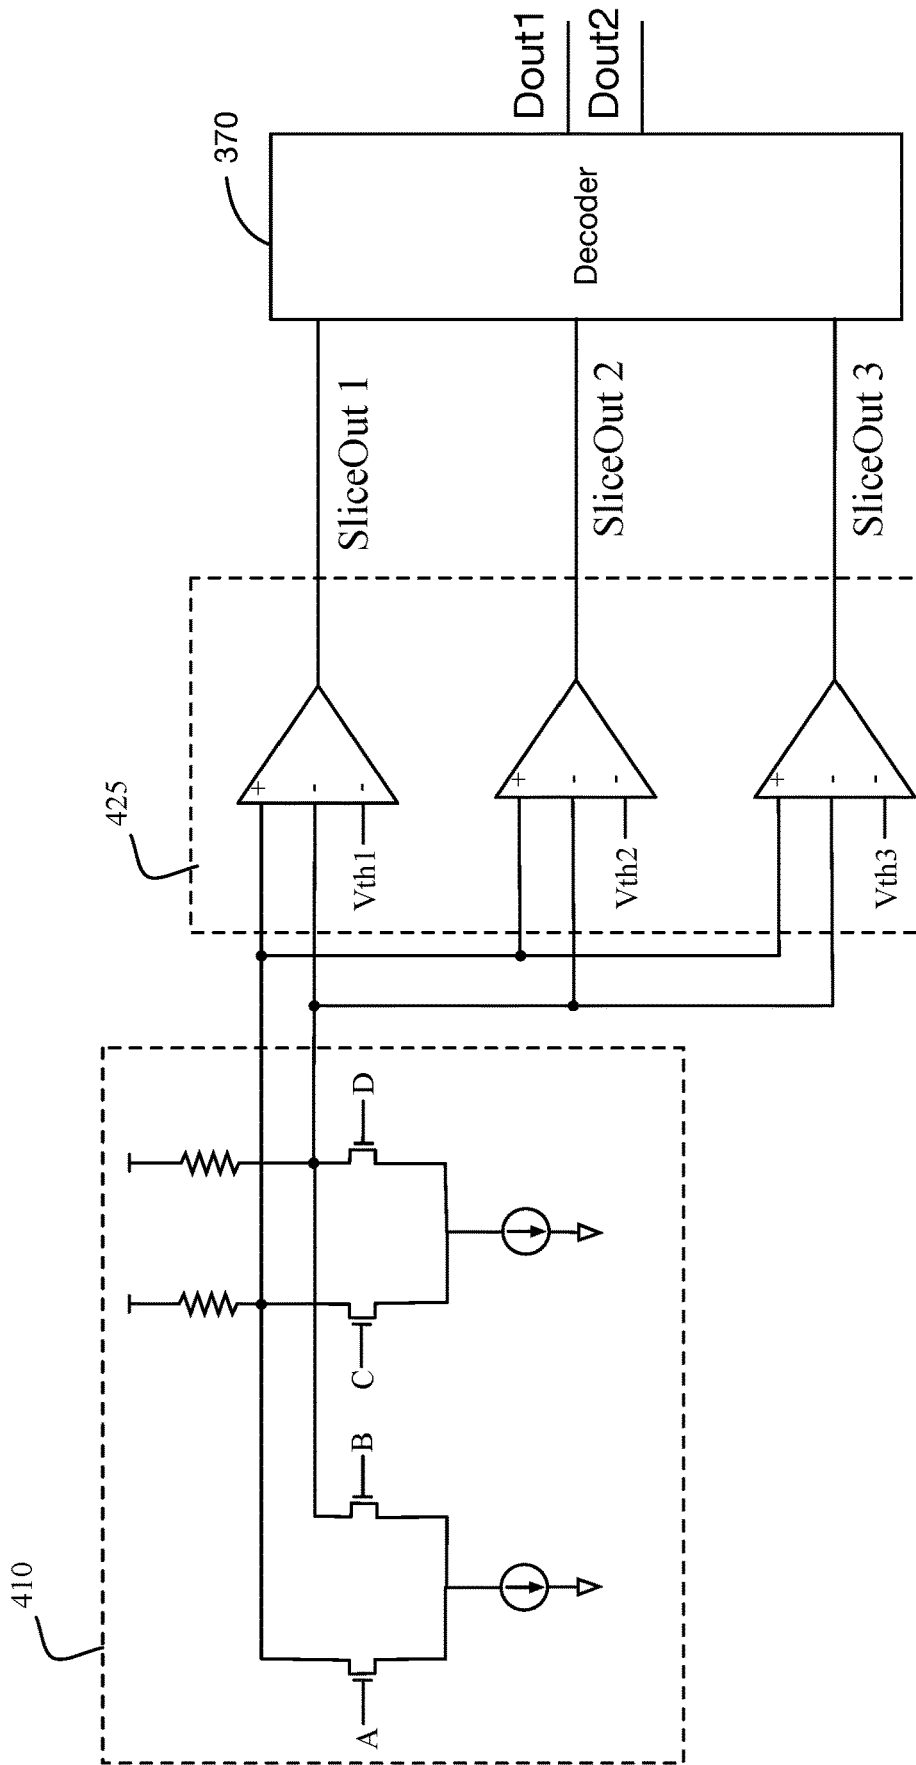 410
A
B
C
D
425
+
-
-
Vth1
+
-
-
Vth2
+
-
-
Vth3
SliceOut 1
SliceOut 2
SliceOut 3
370
Decoder
Dout1
Dout2